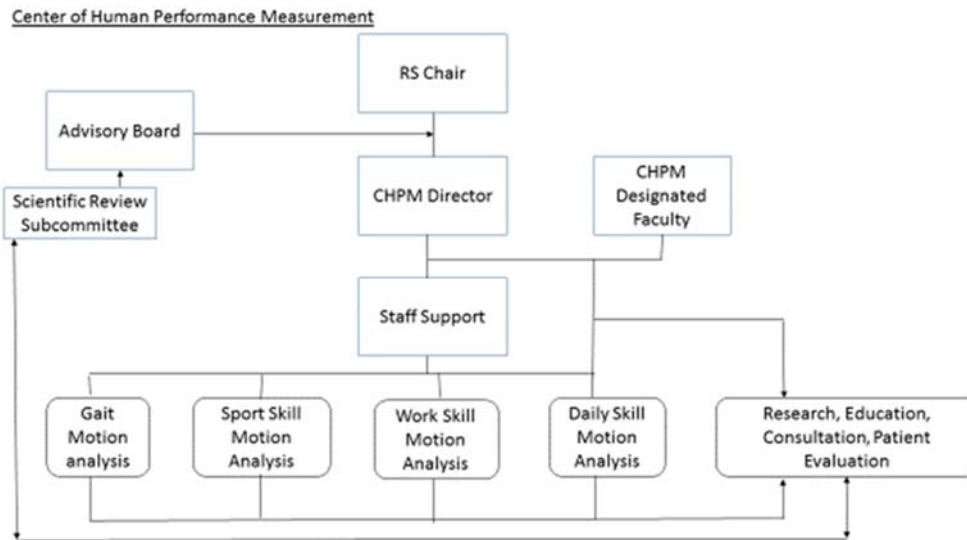 Center of Human Performance Measurement
RS Chair
Advisory Board
CHPM Director
CHPM
Designated
Faculty
Scientific Review
Subcommittee
Staff Support
Gait
Motion
analysis
Sport Skill
Motion
Analysis
Work Skill
Motion
Analysis
Daily Skill
Motion
Analysis
Research, Education,
Consultation, Patient
Evaluation